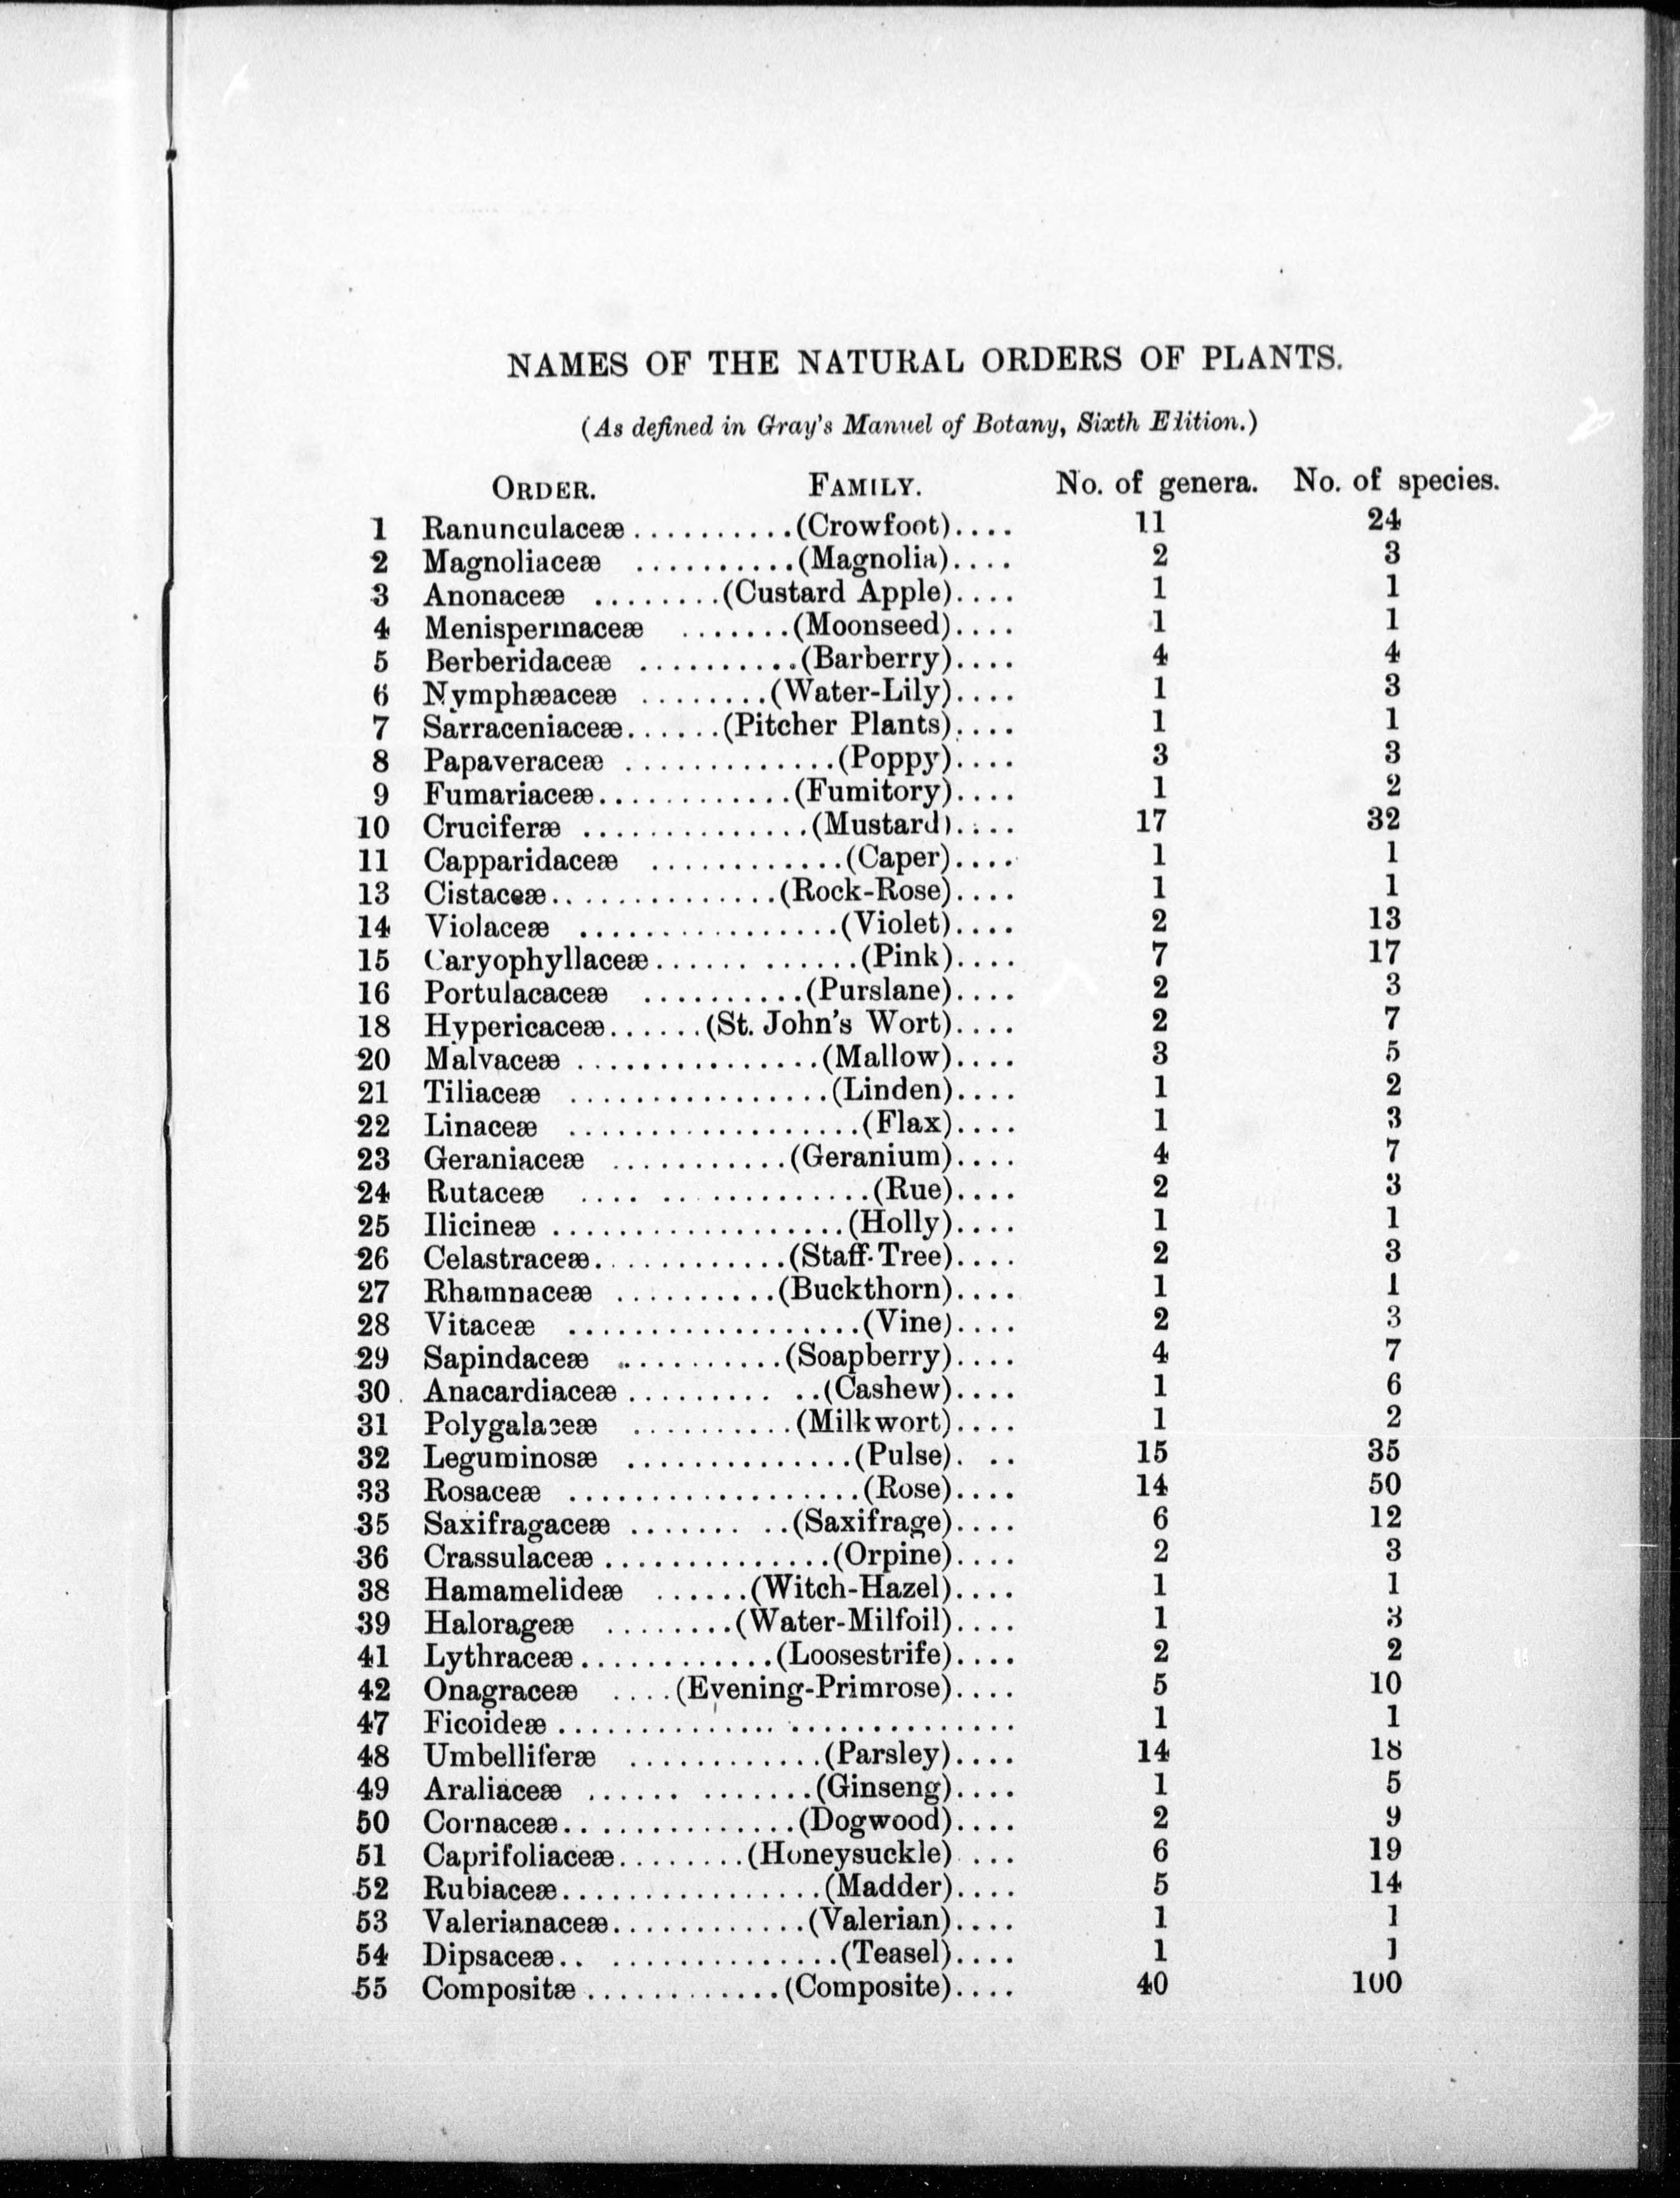 NAMES OF THE NATURAL ORDERS OF PLANTS.
(As defined in Gray's Manuel of Botany, Sixth Elition.)
ORDER. FAMILY. No. of genera. No. of species.
1 Ranunculaceæ..........(Crowfoot).... 11 24
2 Magnoliaceæ ..........(Magnolia).... 2 3
3 Anonaceæ ........(Custard Apple).... 1 1
4 Menispermaceæ .......(Moonseed).... 1 1
5 Berberidaceæ ..........(Barberry).... 4 4
6 Nymphæaceæ ........(Water-Lily).... 1 3
7 Sarraceniaceæ......(Pitcher Plants).... 1 1
8 Papaveraceæ .............(Poppy).... 3 3
9 Fumariaceæ............(Fumitory).... 1 2
10 Cruciferæ ..............(Mustard).... 17 32
11 Capparidaceæ ............(Caper).... 1 1
13 Cistaceæ..............(Rock-Rose).... 1 1
14 Violaceæ ................(Violet).... 2 13
15 Caryophyllaceæ...... ......(Pink).... 7 17
16 Portulacaceæ ..........(Purslane).... 2 3
18 Hypericaceæ......(St. John's Wort).... 2 7
20 Malvaceæ ...............(Mallow).... 3 5
21 Tiliaceæ ................(Linden).... 1 2
22 Linaceæ ..................(Flax).... 1 3
23 Geraniaceæ ...........(Geranium).... 4 7
24 Rutaceæ .... .............(Rue).... 2 3
25 Ilicineæ ..................(Holly).... 1 1
26 Celastraceæ............(Staff-Tree).... 2 3
27 Rhamnaceæ ..........(Buckthorn).... 1 1
28 Vitaceæ ..................(Vine).... 2 3
29 Sapindaceæ ..........(Soapberry).... 4 7
30 Anacardiaceæ......... ..(Cashew).... 1 6
31 Polygalaceæ ..........(Milkwort).... 1 2
32 Leguminosæ ..............(Pulse). .. 15 35
33 Rosaceæ ..................(Rose).... 14 50
35 Saxifragaceæ ....... ..(Saxifrage).... 6 12
36 Crassulaceæ..............(Orpine).... 2 3
38 Hamamelideæ ......(Witch-Hazel).... 1 1
39 Halorageæ ........(Water-Milfoil).... 1 3
41 Lythraceæ............(Loosestrife).... 2 2
42 Onagraceæ ....(Evening-Primrose).... 5 10
47 Ficoideæ............................ 1 1
48 Umbelliferæ ............(Parsley).... 14 18
49 Araliaceæ ...... .......(Ginseng).... 1 5
50 Cornaceæ..............(Dogwood).... 2 9
51 Caprifoliaceæ........(Honeysuckle) ... 6 19
52 Rubiaceæ................(Madder).... 5 14
53 Valerianaceæ............(Valerian).... 1 1
54 Dipsaceæ.. ..............(Teasel).... 1 1
55 Compositæ............(Composite).... 40 100